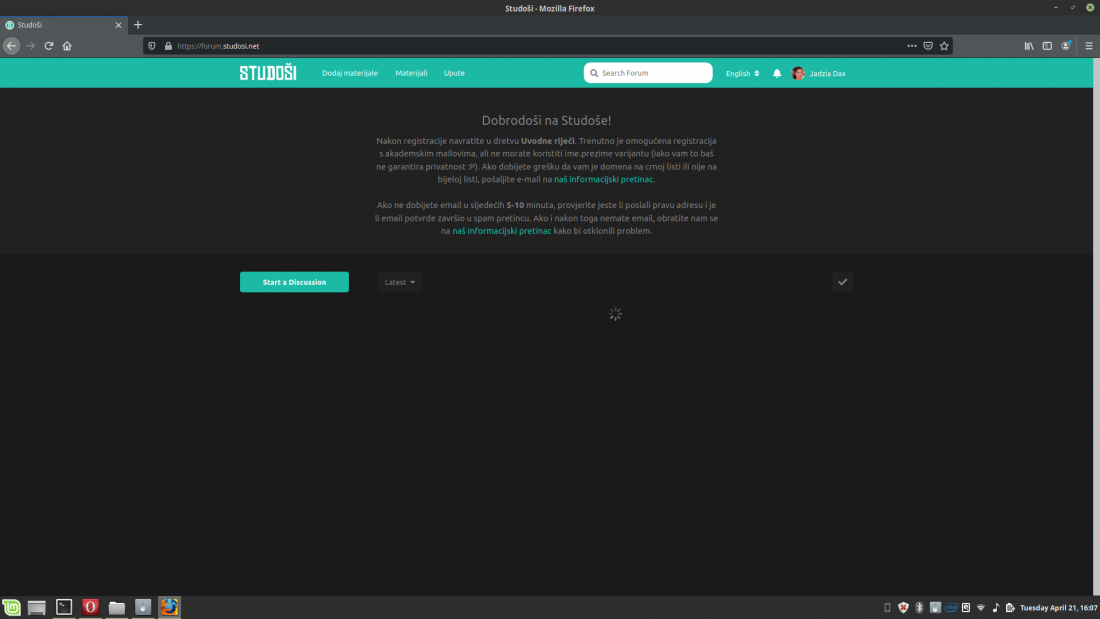 Studoši - Mozilla Firefox
Studoši
https://forum.studosi.net
STUDOŠI
Dodaj materijale
Materijali
Upute
Search Forum
English
Jadzia Dax
Dobrodoši na Studoše!
Nakon registracije navratite u dretvu Uvodne riječi. Trenutno je omogućena registracija
s akademskim mailovima, ali ne morate koristiti ime.prezime varijantu (iako vam to baš
ne garantira privatnost :P). Ako dobijete grešku da vam je domena na crnoj listi ili nije na
bijeloj listi, pošaljite e-mail na naš informacijski pretinac.
Ako ne dobijete email u sljedećih 5-10 minuta, provjerite jeste li poslali pravu adresu i je
li email potvrde završio u spam pretincu. Ako i nakon toga nemate email, obratite nam se
na naš informacijski pretinac kako bi otklonili problem.
Start a Discussion
Latest
Tuesday April 21, 16:07